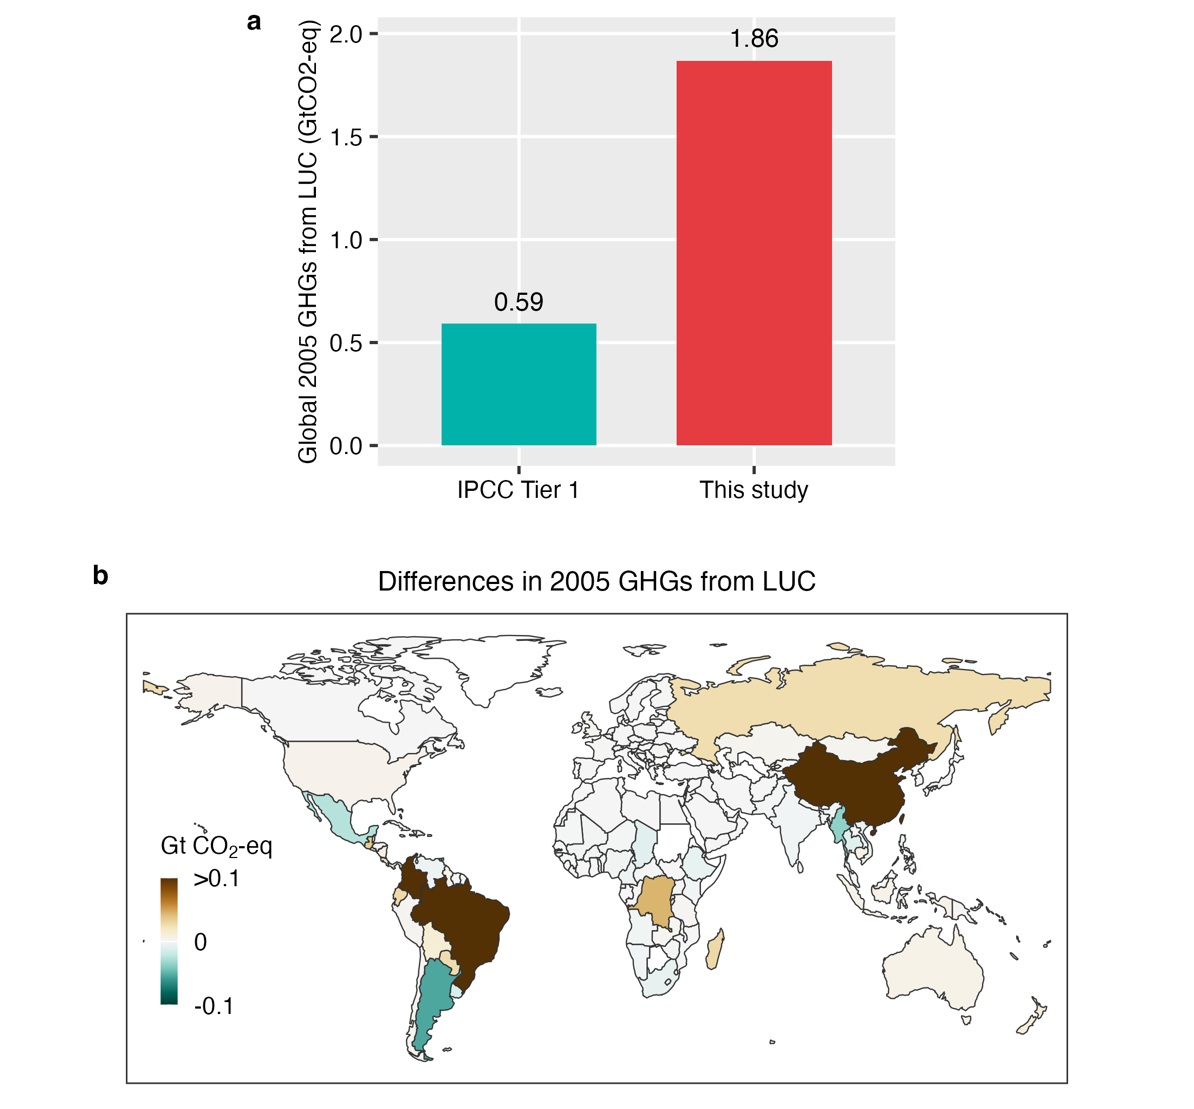 a
Global 2005 GHGs from LUC (GtCO2-eq)
2.0
1.5
1.0
0.5
0.0
1.86
0.59
IPCC Tier 1
This study
b
Differences in 2005 GHGs from LUC
Gt CO₂-eq
>0.1
0
-0.1